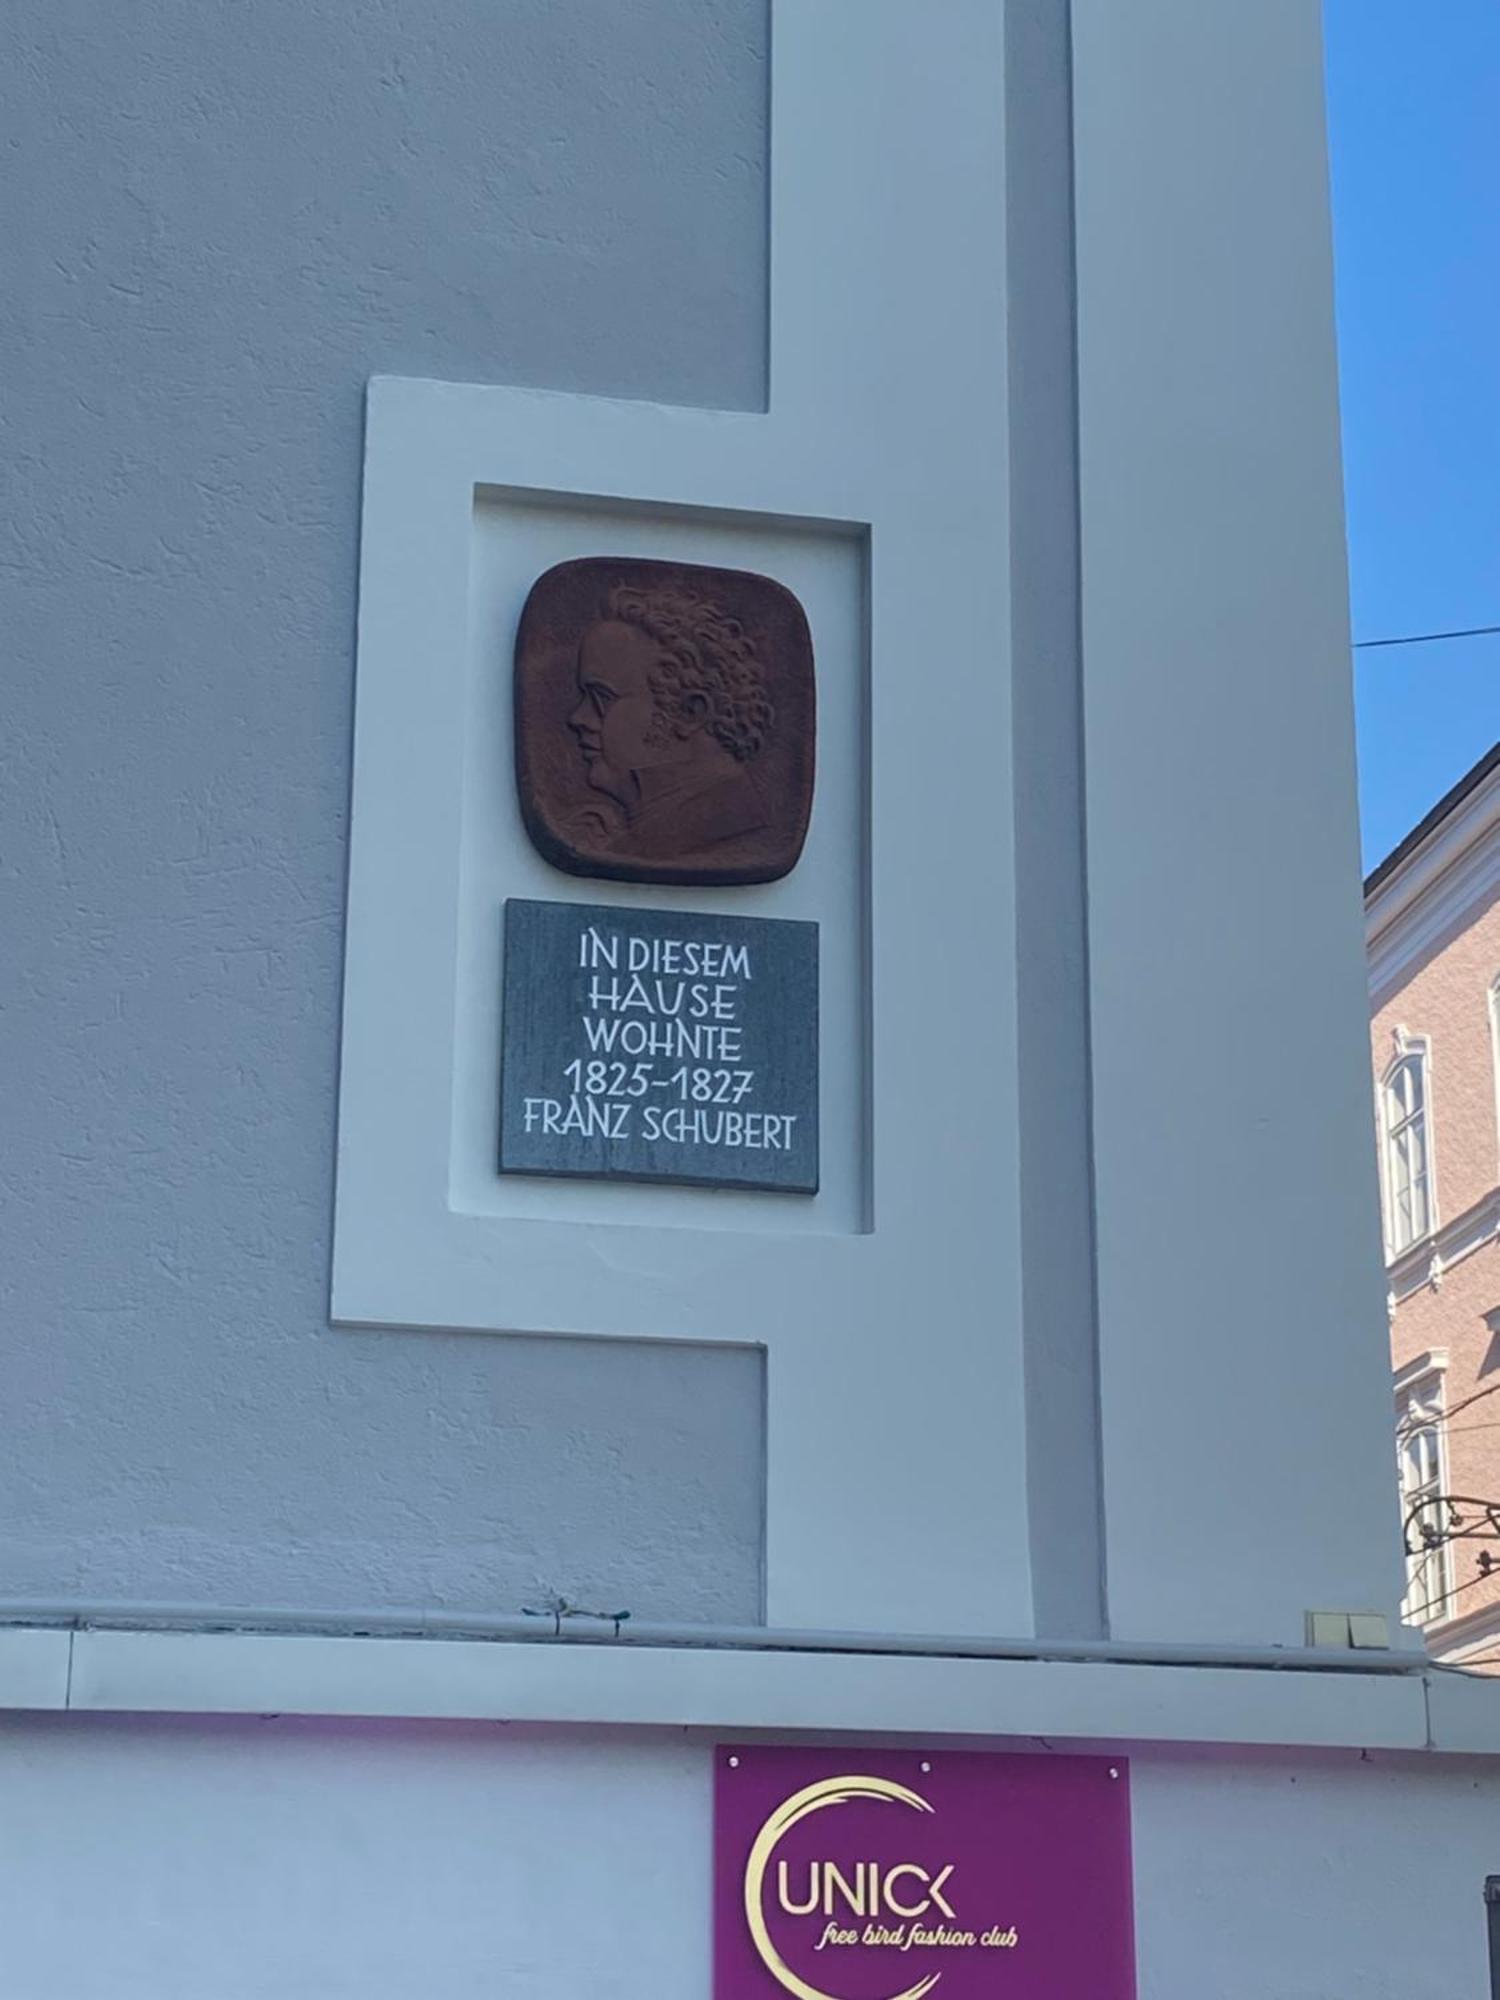 IN DIESEM
HAUSE
WOHNTE
1825-1827
FRANZ SCHUBERT
UNICK
free bird fashion club